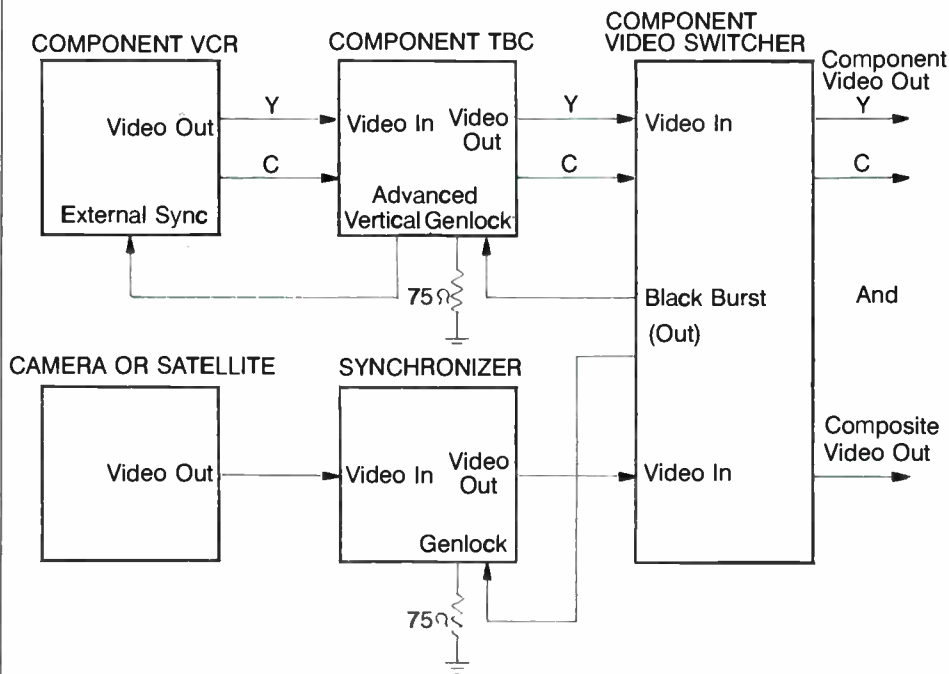 COMPONENT VCR
COMPONENT TBC
COMPONENT
VIDEO SWITCHER
Component
Video Out
Y
Y
Y
Video Out
Video In
Video
Out
Video In
C
C
C
Advanced
Vertical Genlock
External Sync
75Ω
Black Burst
(Out)
And
CAMERA OR SATELLITE
SYNCHRONIZER
Composite
Video Out
Video Out
Video In
Video
Out
Video In
Genlock
75Ω